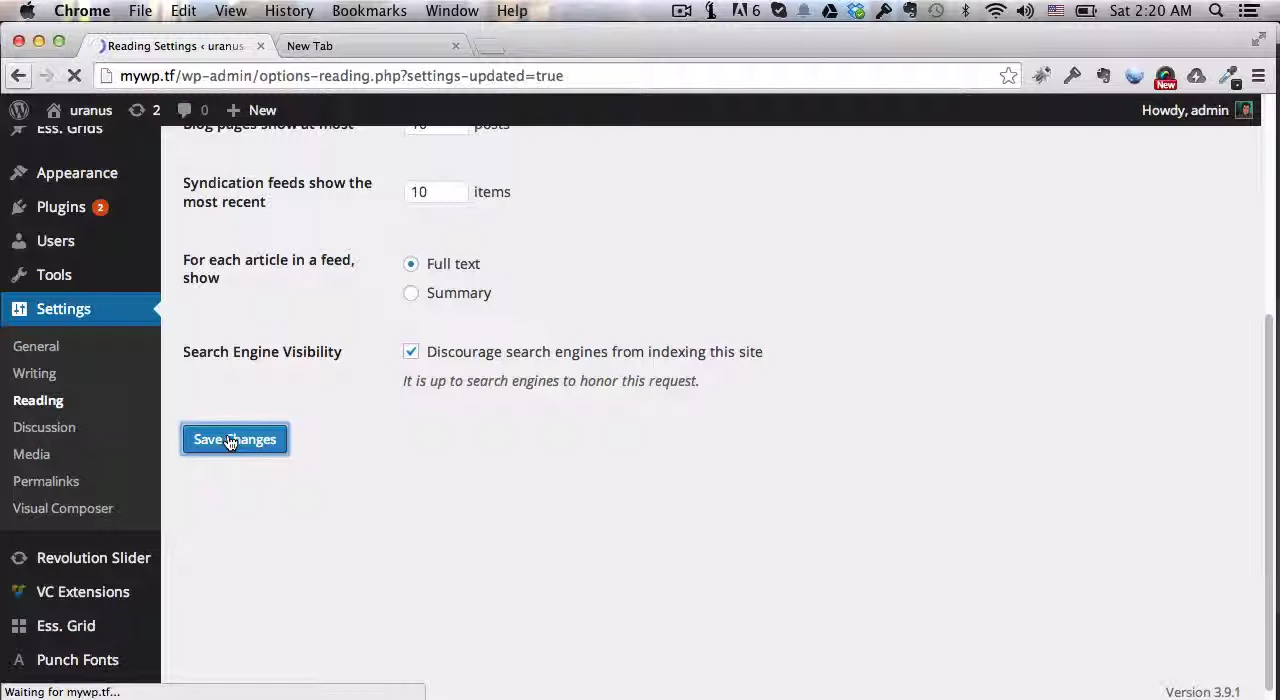 Chrome File Edit View History Bookmarks Window Help 6 Sat 2:20 AM
Reading Settings ‹ uranus New Tab
mywp.tf/wp-admin/options-reading.php?settings-updated=true New
uranus 2 0 + New Howdy, admin
Ess. Grids
Appearance
Plugins 2
Users
Tools
Settings
General
Writing
Reading
Discussion
Media
Permalinks
Visual Composer
Revolution Slider
VC Extensions
Ess. Grid
Punch Fonts
Blog pages show at most 10 posts
Syndication feeds show the
most recent
10 items
For each article in a feed,
show
Full text
Summary
Search Engine Visibility
Discourage search engines from indexing this site
It is up to search engines to honor this request.
Save Changes
Waiting for mywp.tf...
Version 3.9.1